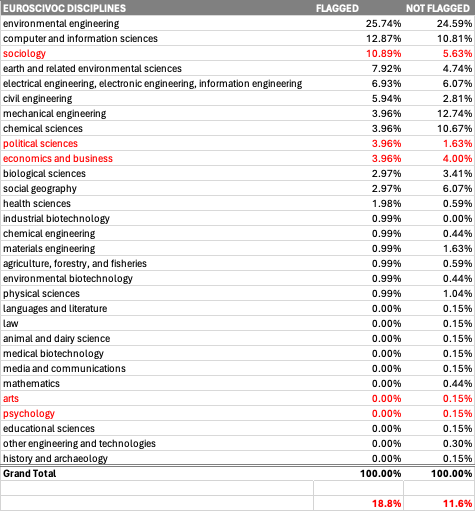 EUROSCIVOC DISCIPLINES FLAGGED NOT FLAGGED
environmental engineering 25.74% 24.59%
computer and information sciences 12.87% 10.81%
sociology 10.89% 5.63%
earth and related environmental sciences 7.92% 4.74%
electrical engineering, electronic engineering, information engineering 6.93% 6.07%
civil engineering 5.94% 2.81%
mechanical engineering 3.96% 12.74%
chemical sciences 3.96% 10.67%
political sciences 3.96% 1.63%
economics and business 3.96% 4.00%
biological sciences 2.97% 3.41%
social geography 2.97% 6.07%
health sciences 1.98% 0.59%
industrial biotechnology 0.99% 0.00%
chemical engineering 0.99% 0.44%
materials engineering 0.99% 1.63%
agriculture, forestry, and fisheries 0.99% 0.59%
environmental biotechnology 0.99% 0.44%
physical sciences 0.99% 1.04%
languages and literature 0.00% 0.15%
law 0.00% 0.15%
animal and dairy science 0.00% 0.15%
medical biotechnology 0.00% 0.15%
media and communications 0.00% 0.15%
mathematics 0.00% 0.44%
arts 0.00% 0.15%
psychology 0.00% 0.15%
educational sciences 0.00% 0.15%
other engineering and technologies 0.00% 0.30%
history and archaeology 0.00% 0.15%
Grand Total 100.00% 100.00%
18.8% 11.6%